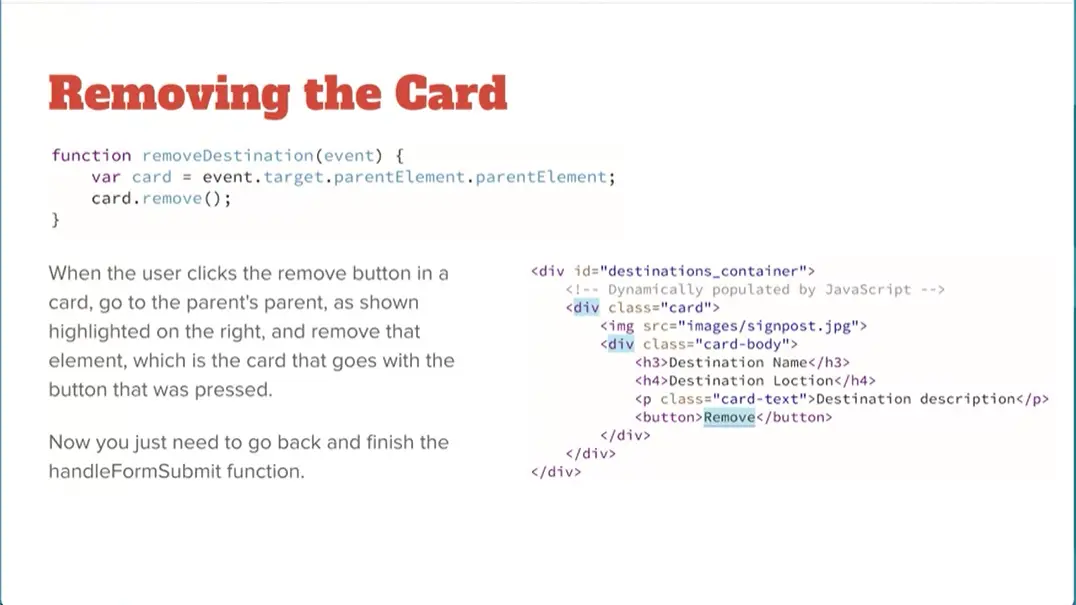 Removing the Card
function removeDestination(event) {
    var card = event.target.parentElement.parentElement;
    card.remove();
}
When the user clicks the remove button in a
card, go to the parent's parent, as shown
highlighted on the right, and remove that
element, which is the card that goes with the
button that was pressed.
Now you just need to go back and finish the
handleFormSubmit function.
<div id="destinations_container">
    <!-- Dynamically populated by JavaScript -->
    <div class="card">
        <img src="images/signpost.jpg">
        <div class="card-body">
            <h3>Destination Name</h3>
            <h4>Destination Loction</h4>
            <p class="card-text">Destination description</p>
            <button>Remove</button>
        </div>
    </div>
</div>